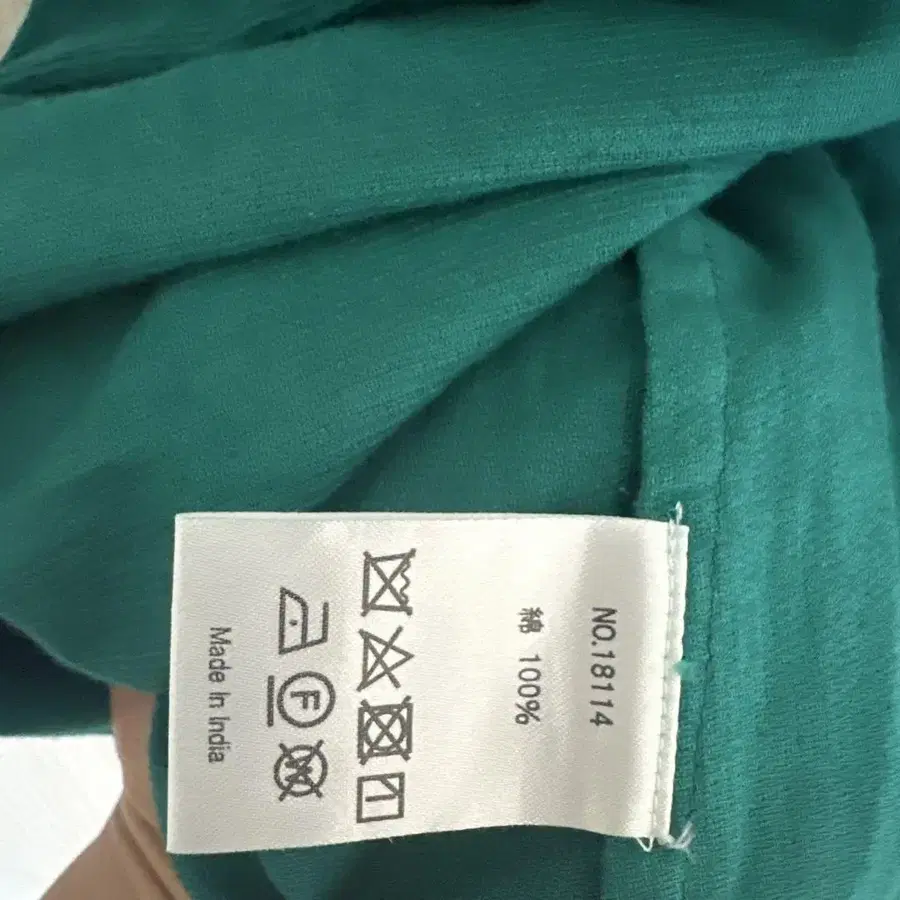 NO.18114
綿 100%
F
W
Made In India